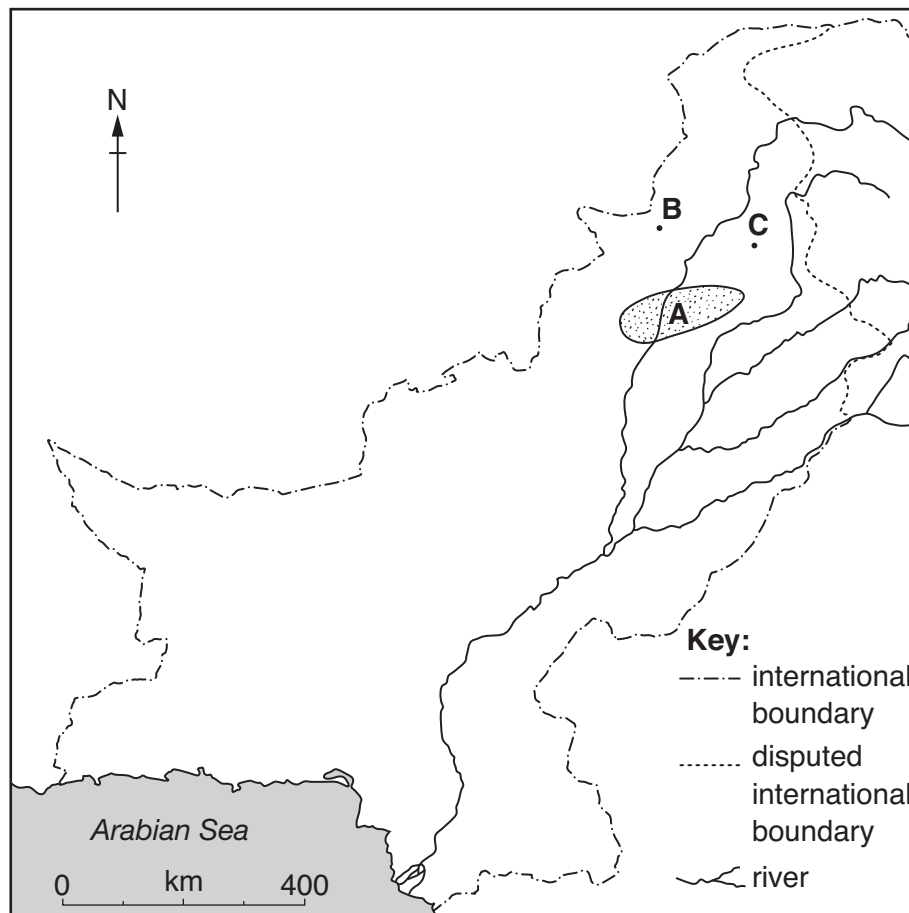 N
B
C
A
Key:
international
boundary
disputed
international
boundary
river
Arabian Sea
0 km 400